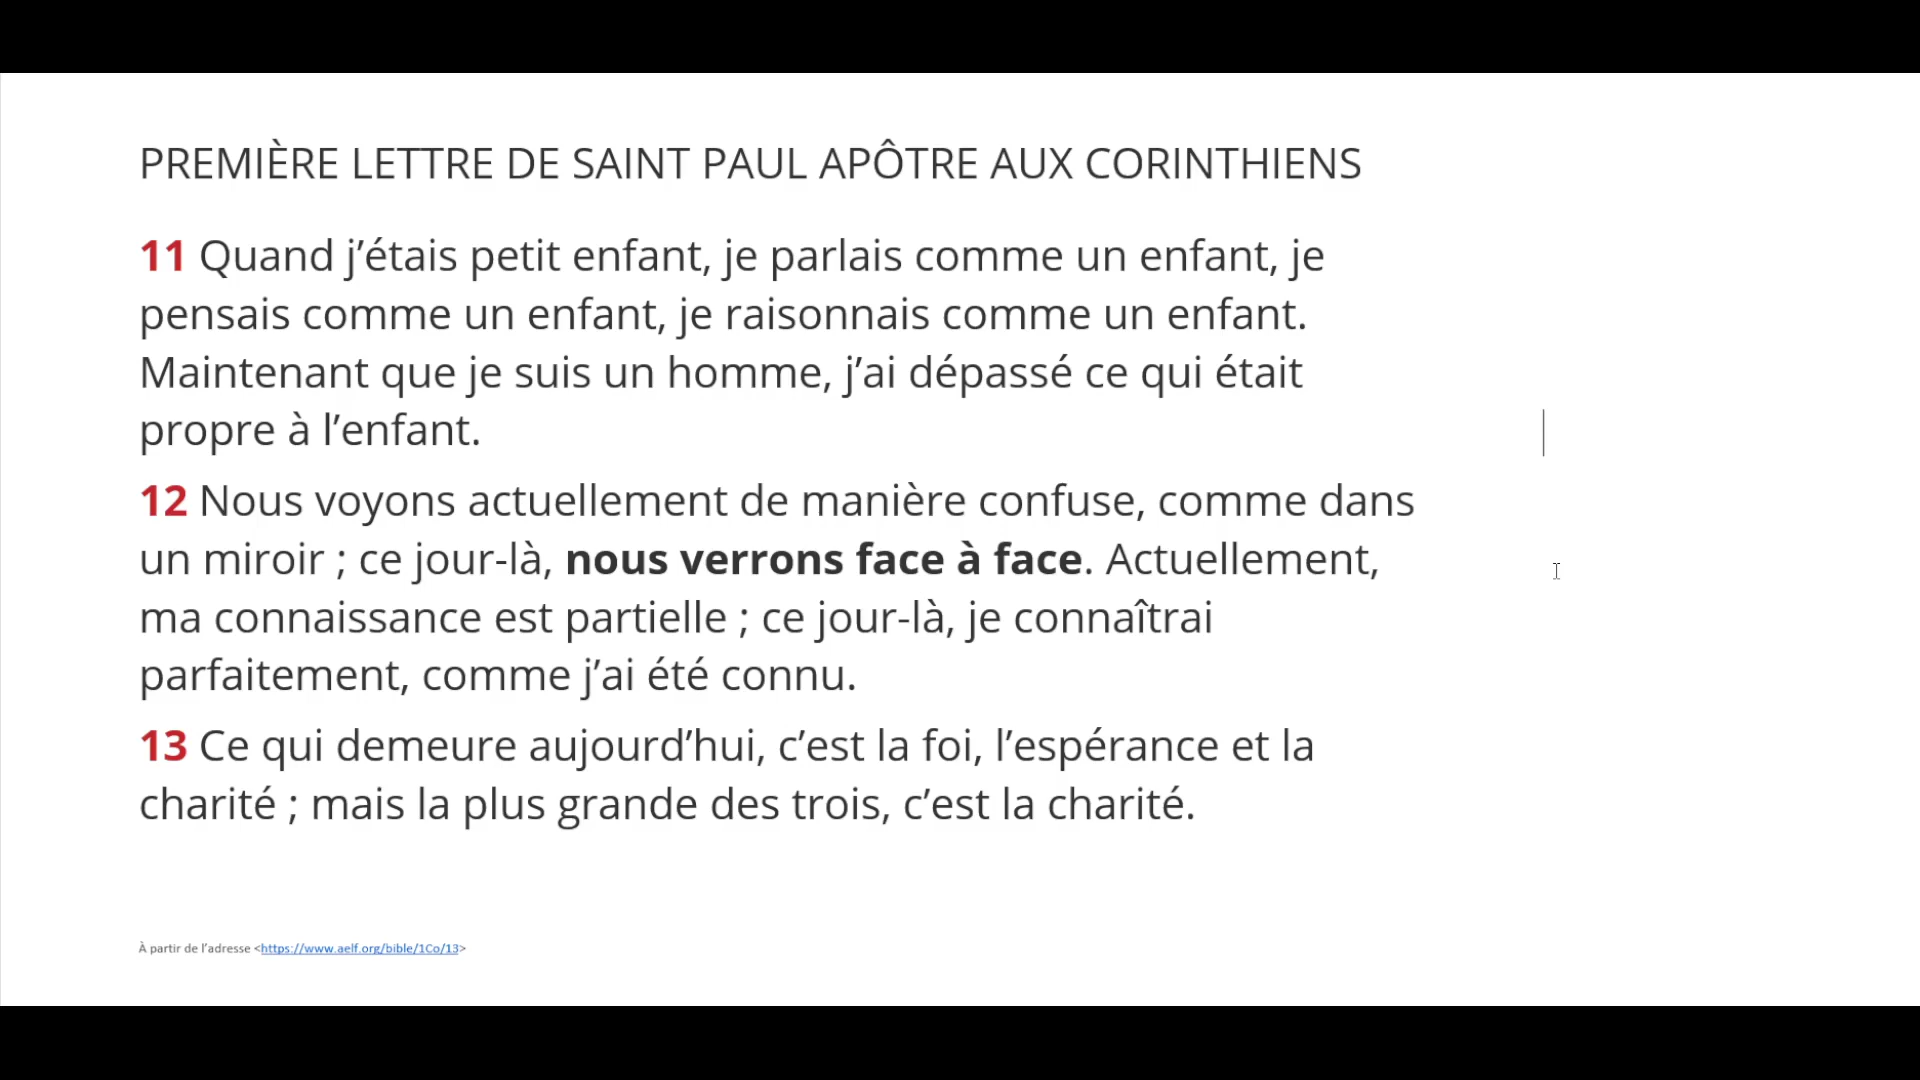 PREMIÈRE LETTRE DE SAINT PAUL APÔTRE AUX CORINTHIENS
11 Quand j’étais petit enfant, je parlais comme un enfant, je
pensais comme un enfant, je raisonnais comme un enfant.
Maintenant que je suis un homme, j’ai dépassé ce qui était
propre à l’enfant.
12 Nous voyons actuellement de manière confuse, comme dans
un miroir ; ce jour-là, nous verrons face à face. Actuellement,
ma connaissance est partielle ; ce jour-là, je connaîtrai
parfaitement, comme j’ai été connu.
13 Ce qui demeure aujourd’hui, c’est la foi, l’espérance et la
charité ; mais la plus grande des trois, c’est la charité.
À partir de l’adresse <https://www.aelf.org/bible/1Co/13>